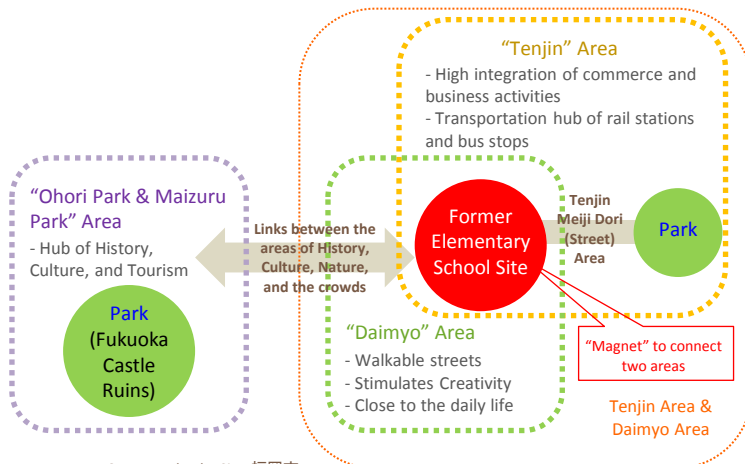 “Tenjin” Area
- High integration of commerce and
business activities
- Transportation hub of rail stations
and bus stops
“Ohori Park & Maizuru
Park” Area
- Hub of History,
Culture, and Tourism
Park
(Fukuoka
Castle
Ruins)
Links between the
areas of History,
Culture, Nature,
and the crowds
Former
Elementary
School Site
Tenjin
Meiji Dori
(Street)
Area
Park
“Daimyo” Area
- Walkable streets
- Stimulates Creativity
- Close to the daily life
“Magnet” to connect
two areas
Tenjin Area &
Daimyo Area